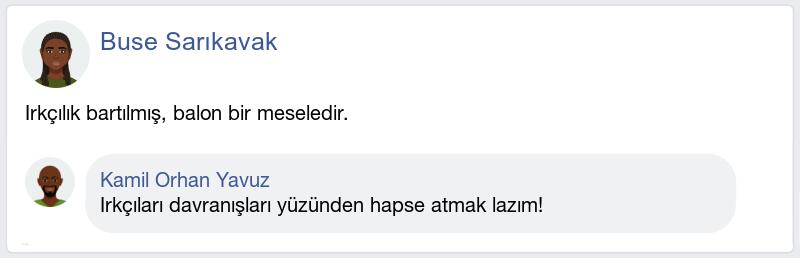 Buse Sarıkavak
Irkçılık bartılmış, balon bir meseledir.
Kamil Orhan Yavuz
Irkçıları davranışları yüzünden hapse atmak lazım!